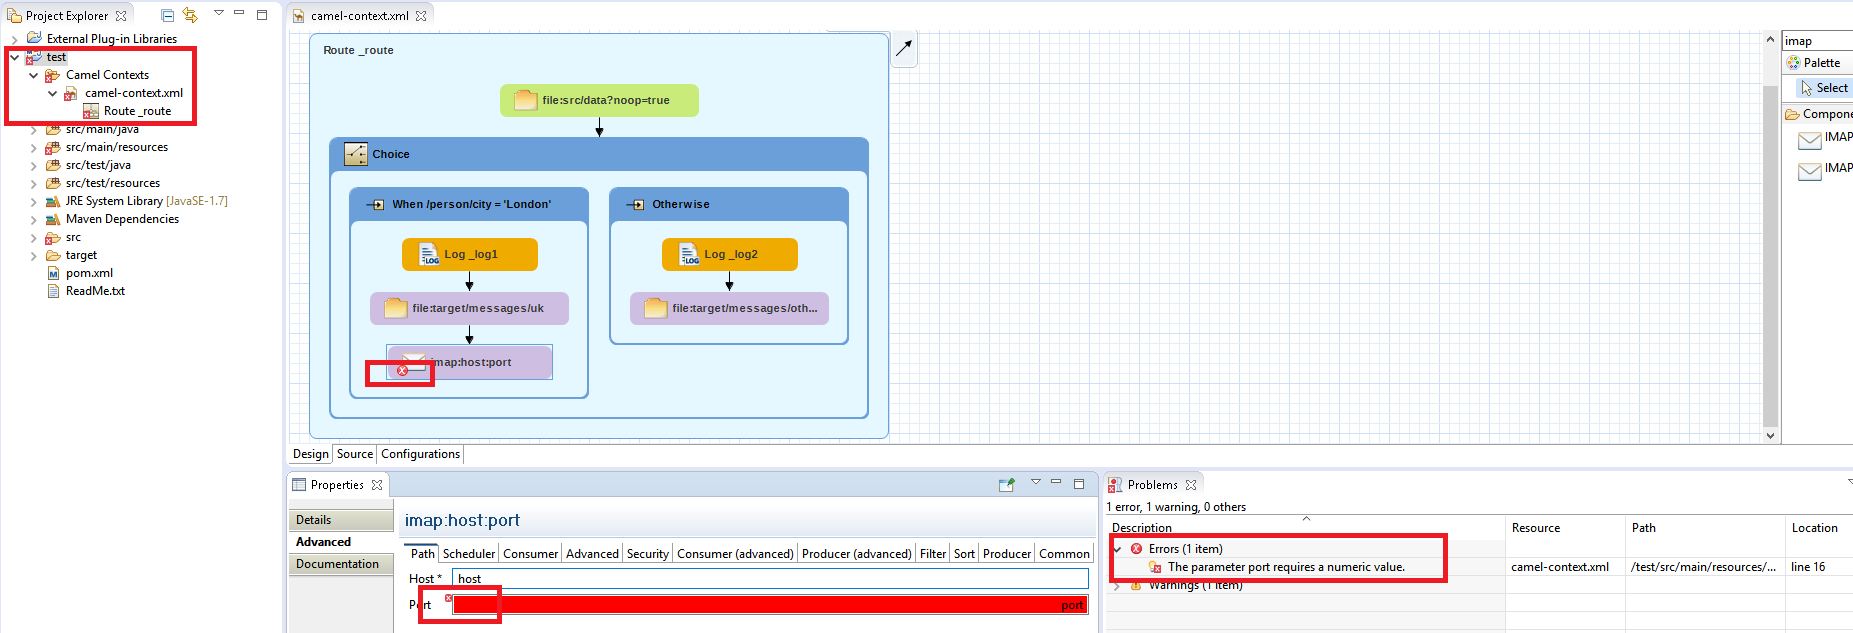 Project Explorer
External Plug-in Libraries
test
Camel Contexts
camel-context.xml
Route _route
src/main/java
src/main/resources
src/test/java
src/test/resources
JRE System Library [JavaSE-1.7]
Maven Dependencies
src
target
pom.xml
ReadMe.txt
camel-context.xml
Route _route
file:src/data?noop=true
Choice
When /person/city = 'London'
Otherwise
Log _log1
Log _log2
file:target/messages/uk
file:target/messages/oth...
imap:host:port
Design Source Configurations
imap
Palette
Select
Compone
IMAP
IMAP
Properties
Details
Advanced
Documentation
imap:host:port
Path Scheduler Consumer Advanced Security Consumer (advanced) Producer (advanced) Filter Sort Producer Common
Host * host
Port port
Problems
1 error, 1 warning, 0 others
Description Resource Path Location
Errors (1 item)
The parameter port requires a numeric value. camel-context.xml /test/src/main/resources/... line 16
Warnings (1 item)